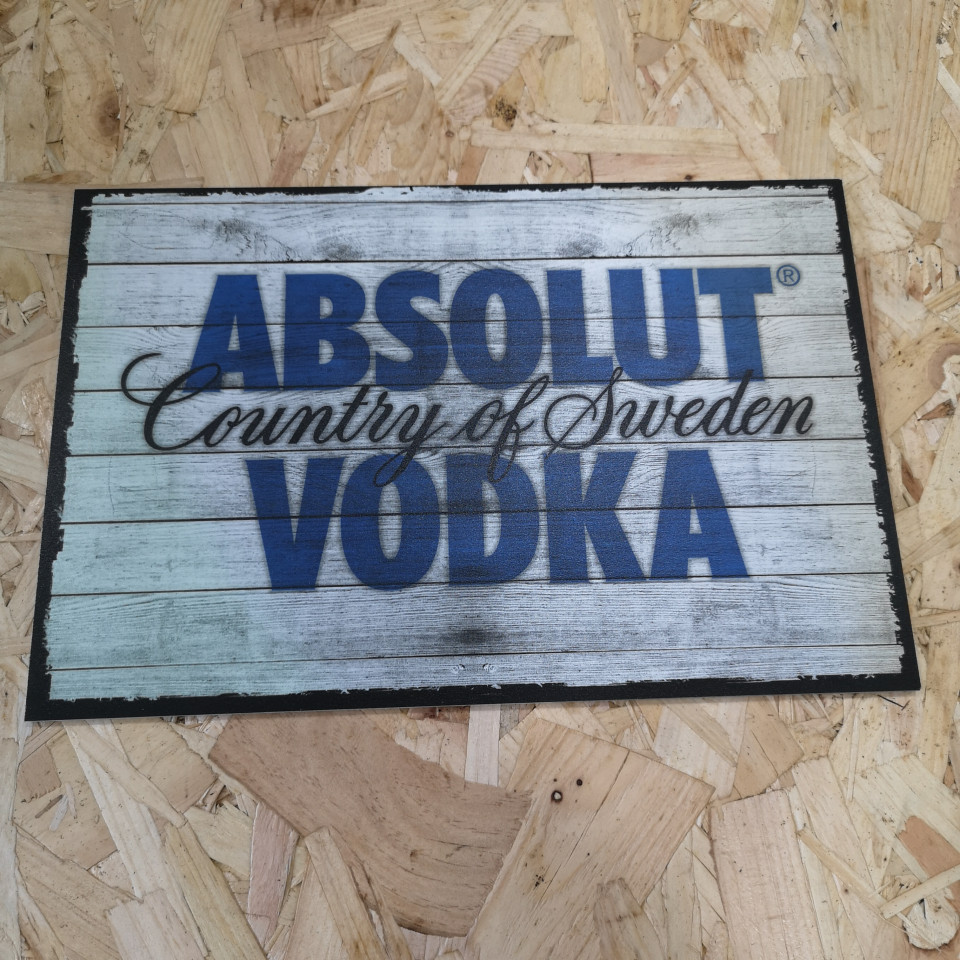 ABSOLUT®
Country of Sweden
VODKA